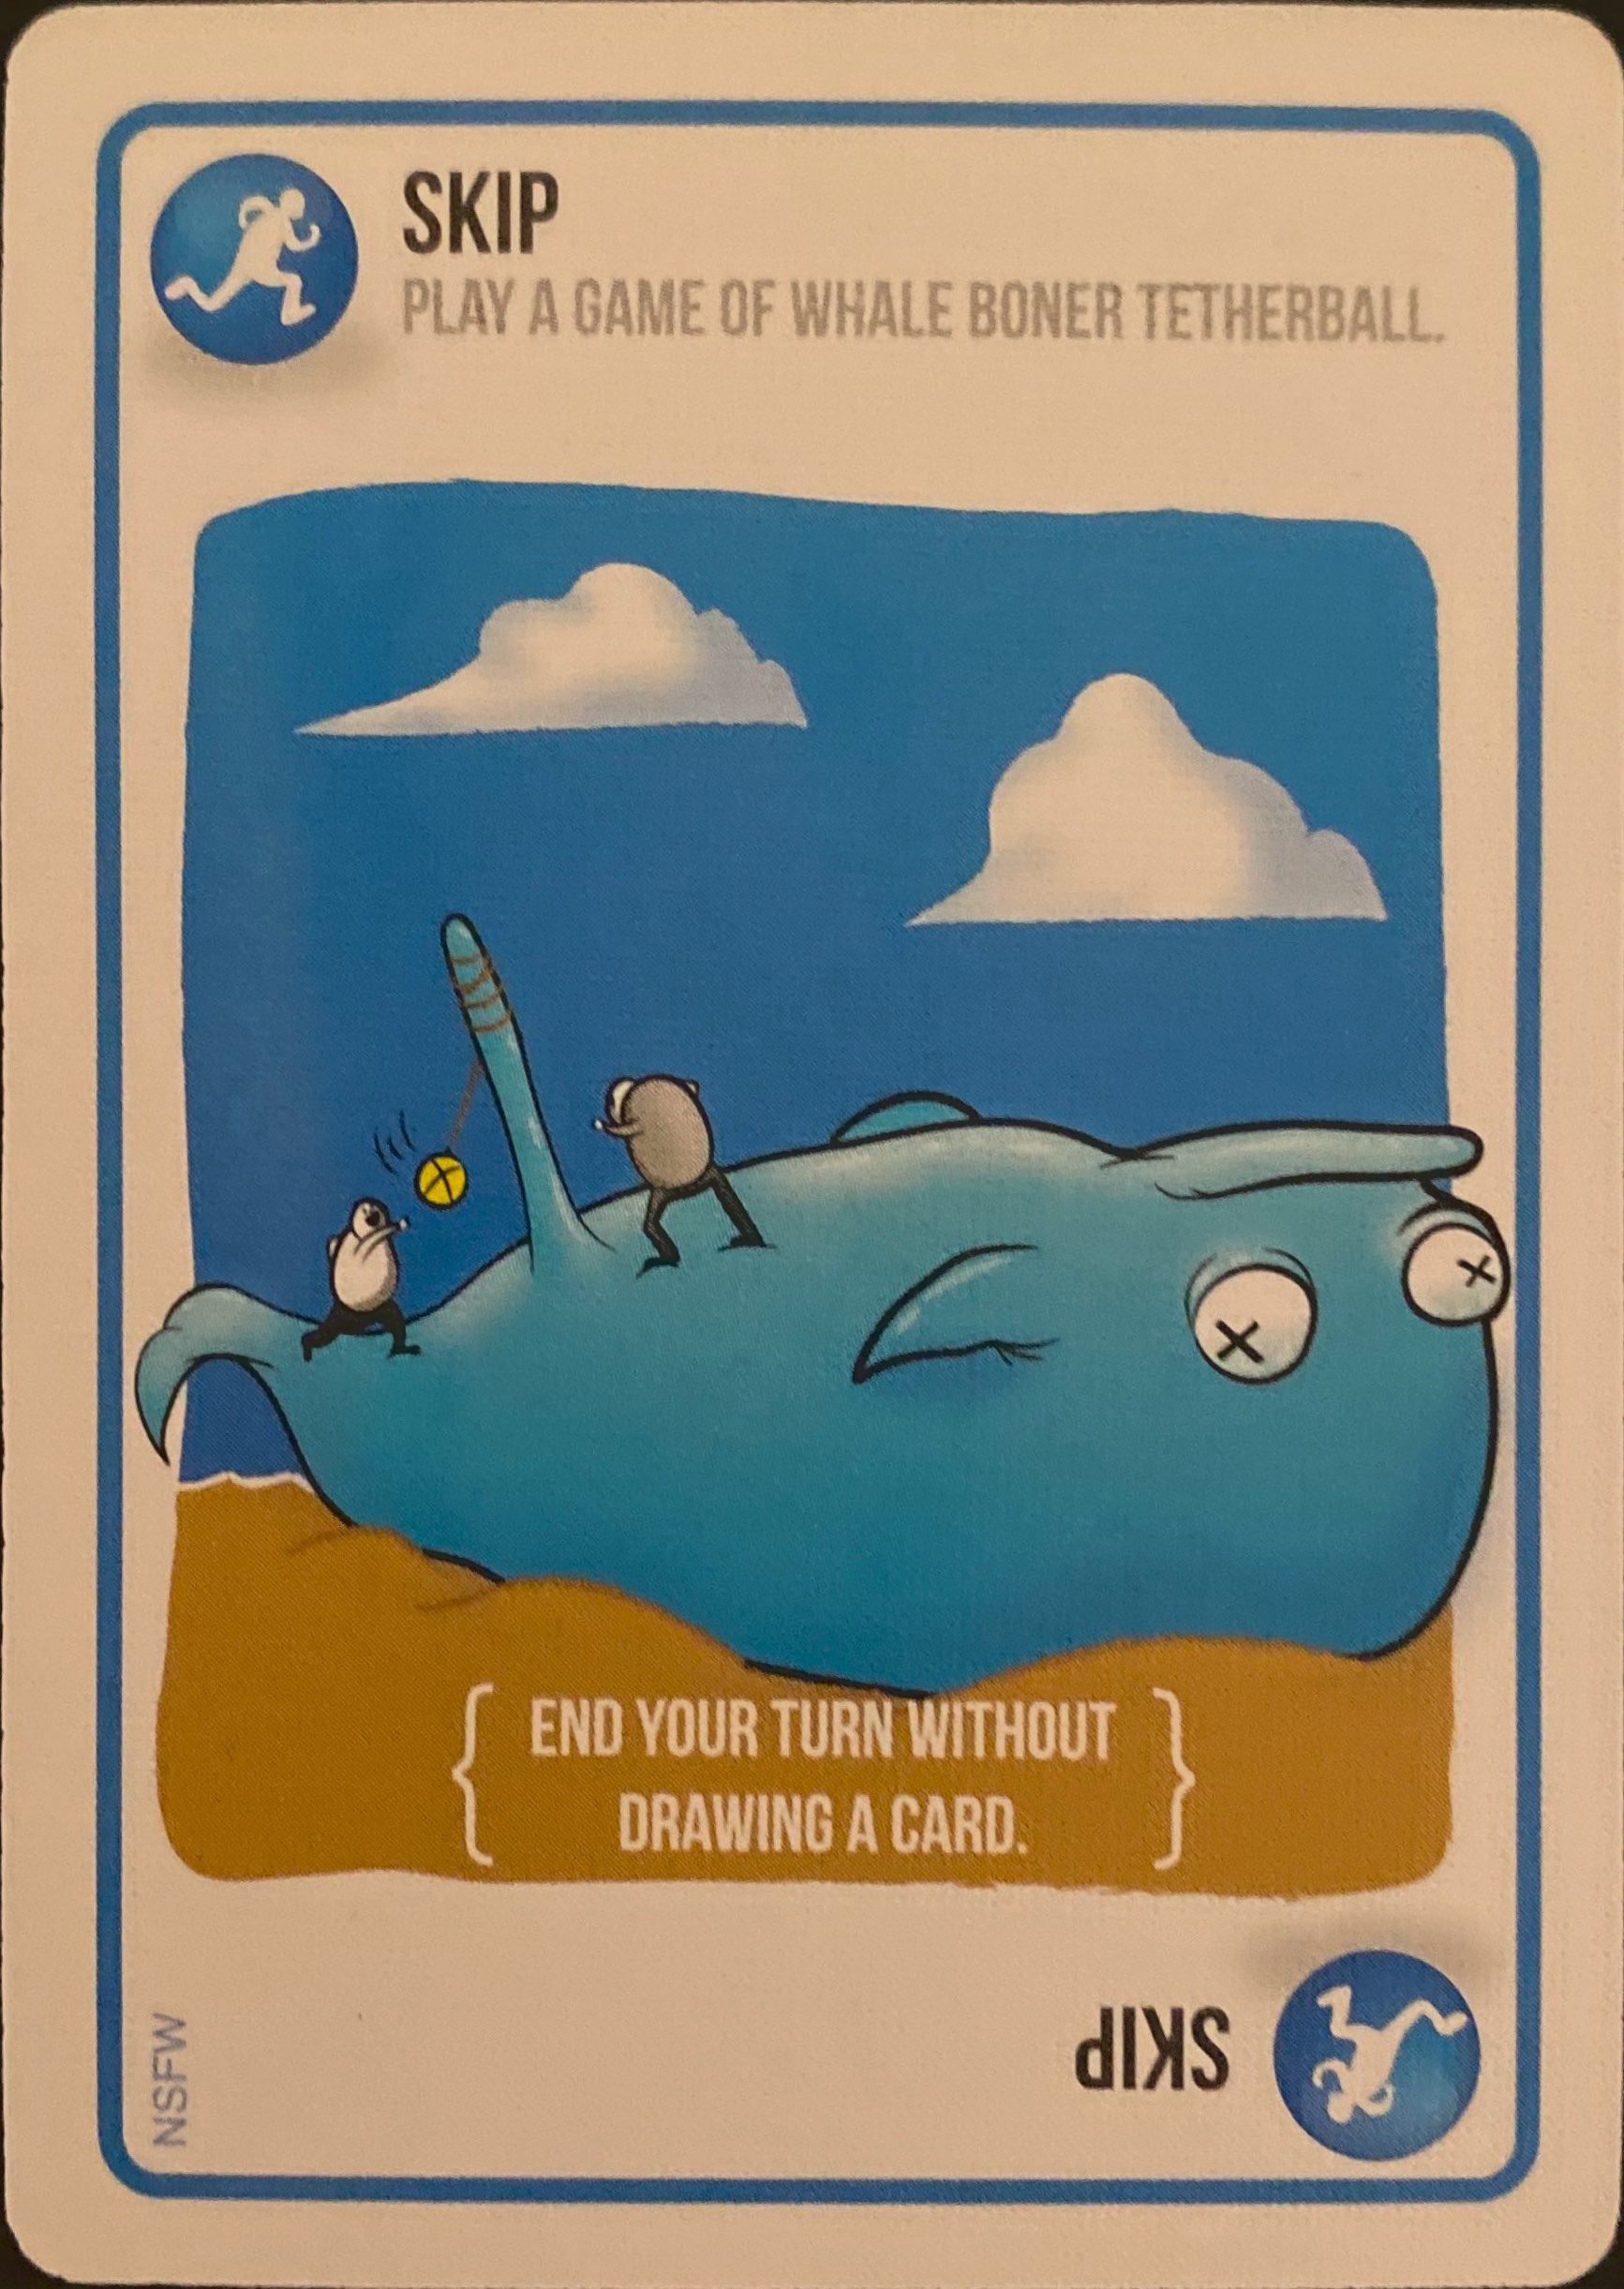 SKIP
PLAY A GAME OF WHALE BONER TETHERBALL.
END YOUR TURN WITHOUT
DRAWING A CARD.
SKIP
NSFW